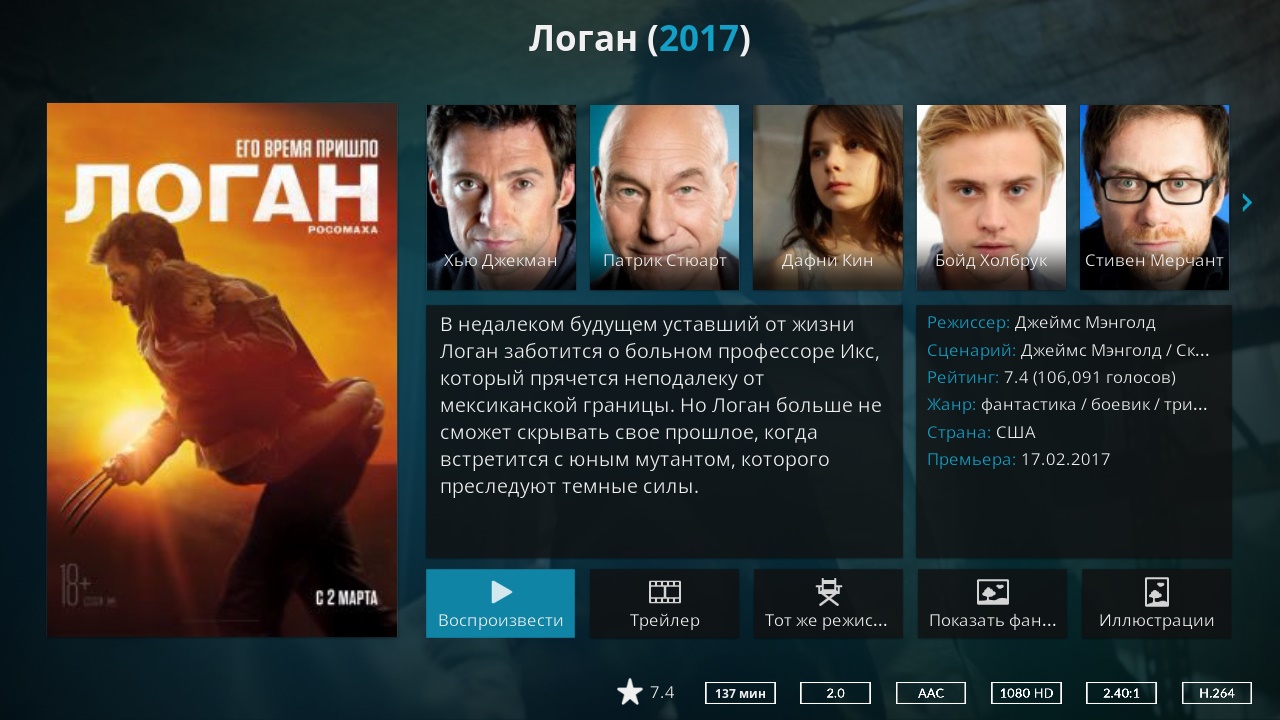 Логан (2017)
ЕГО ВРЕМЯ ПРИШЛО
ЛОГАН
РОСОМАХА
18+
С 2 МАРТА
Хью Джекман
Патрик Стюарт
Дафни Кин
Бойд Холбрук
Стивен Мерчант
В недалеком будущем уставший от жизни
Логан заботится о больном профессоре Икс,
который прячется неподалеку от
мексиканской границы. Но Логан больше не
сможет скрывать свое прошлое, когда
встретится с юным мутантом, которого
преследуют темные силы.
Режиссер: Джеймс Мэнголд
Сценарий: Джеймс Мэнголд / Ск...
Рейтинг: 7.4 (106,091 голосов)
Жанр: фантастика / боевик / три...
Страна: США
Премьера: 17.02.2017
Воспроизвести
Трейлер
Тот же режис...
Показать фан...
Иллюстрации
7.4
137 мин
2.0
AAC
1080 HD
2.40:1
H.264